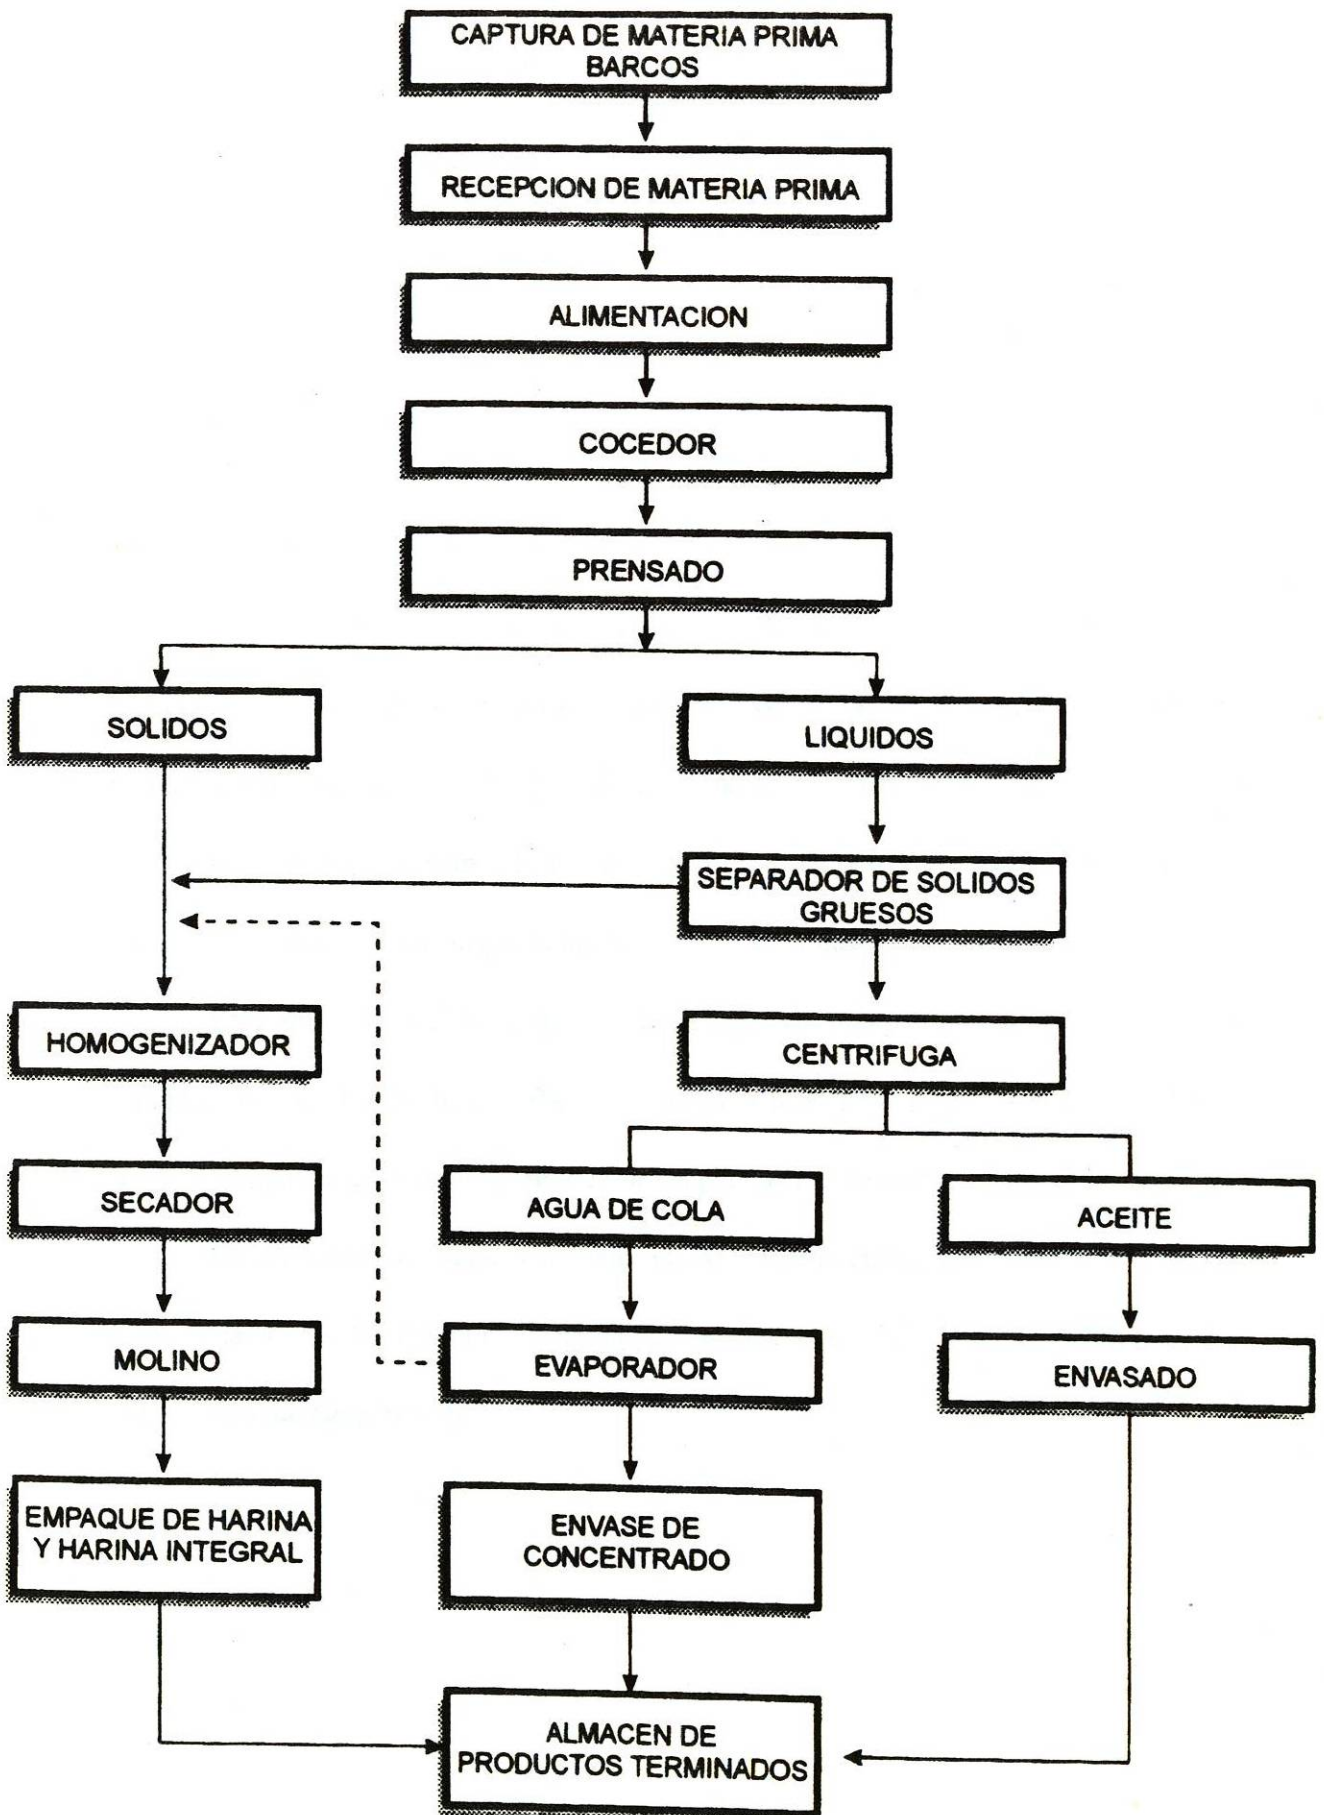 CAPTURA DE MATERIA PRIMA
BARCOS
RECEPCION DE MATERIA PRIMA
ALIMENTACION
COCEDOR
PRENSADO
SOLIDOS
LIQUIDOS
SEPARADOR DE SOLIDOS
GRUESOS
HOMOGENIZADOR
CENTRIFUGA
SECADOR
AGUA DE COLA
ACEITE
MOLINO
EVAPORADOR
ENVASADO
EMPAQUE DE HARINA
Y HARINA INTEGRAL
ENVASE DE
CONCENTRADO
ALMACEN DE
PRODUCTOS TERMINADOS